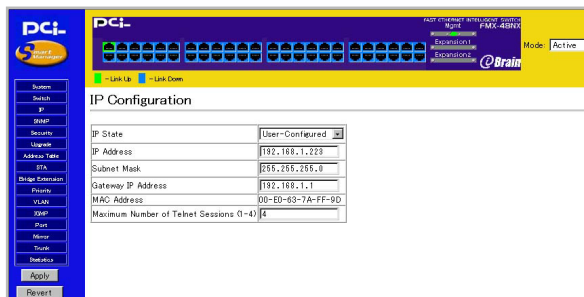 PCi-
Smart Manager
System
Switch
IP
SNMP
Security
Upgrade
Address Table
STA
Bridge Extension
Priority
VLAN
IGMP
Port
Mirror
Trunk
Statistics
Apply
Revert
PCi-
FAST ETHERNET INTELLIGENT SWITCH
Mgmt FMX-48NX
Expansion1
Expansion2
Brain
Mode: Active
- Link Up - Link Down
IP Configuration
IP State User-Configured
IP Address 192.168.1.223
Subnet Mask 255.255.255.0
Gateway IP Address 192.168.1.1
MAC Address 00-E0-63-7A-FF-9D
Maximum Number of Telnet Sessions (1-4) 4